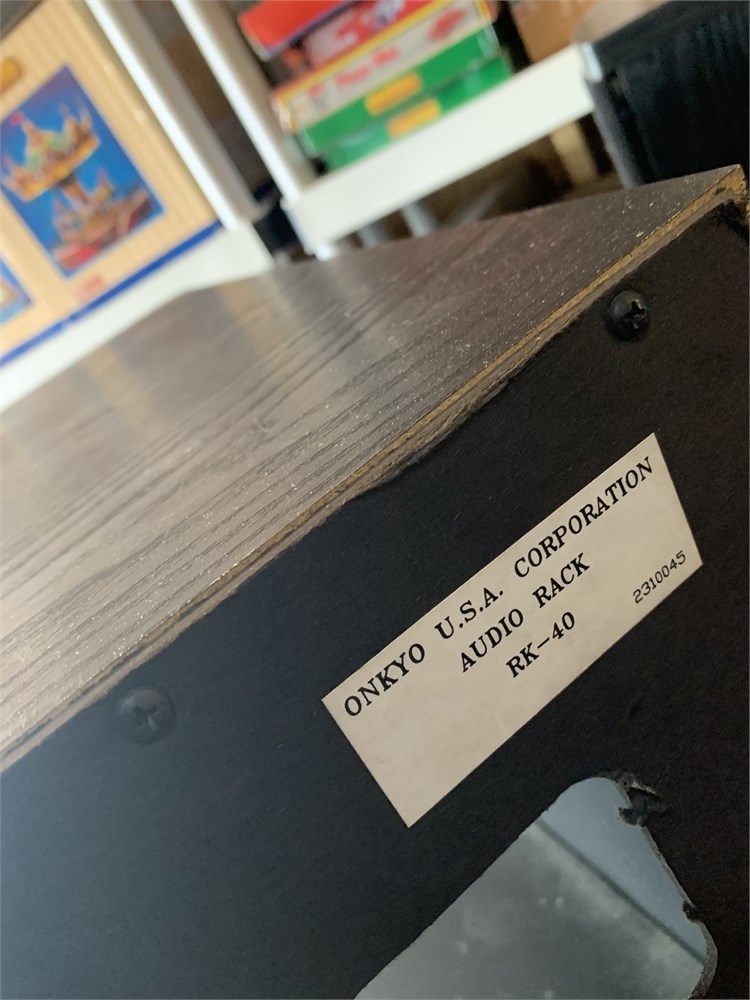 ONKYO U.S.A. CORPORATION
AUDIO RACK
RK-40
2310045